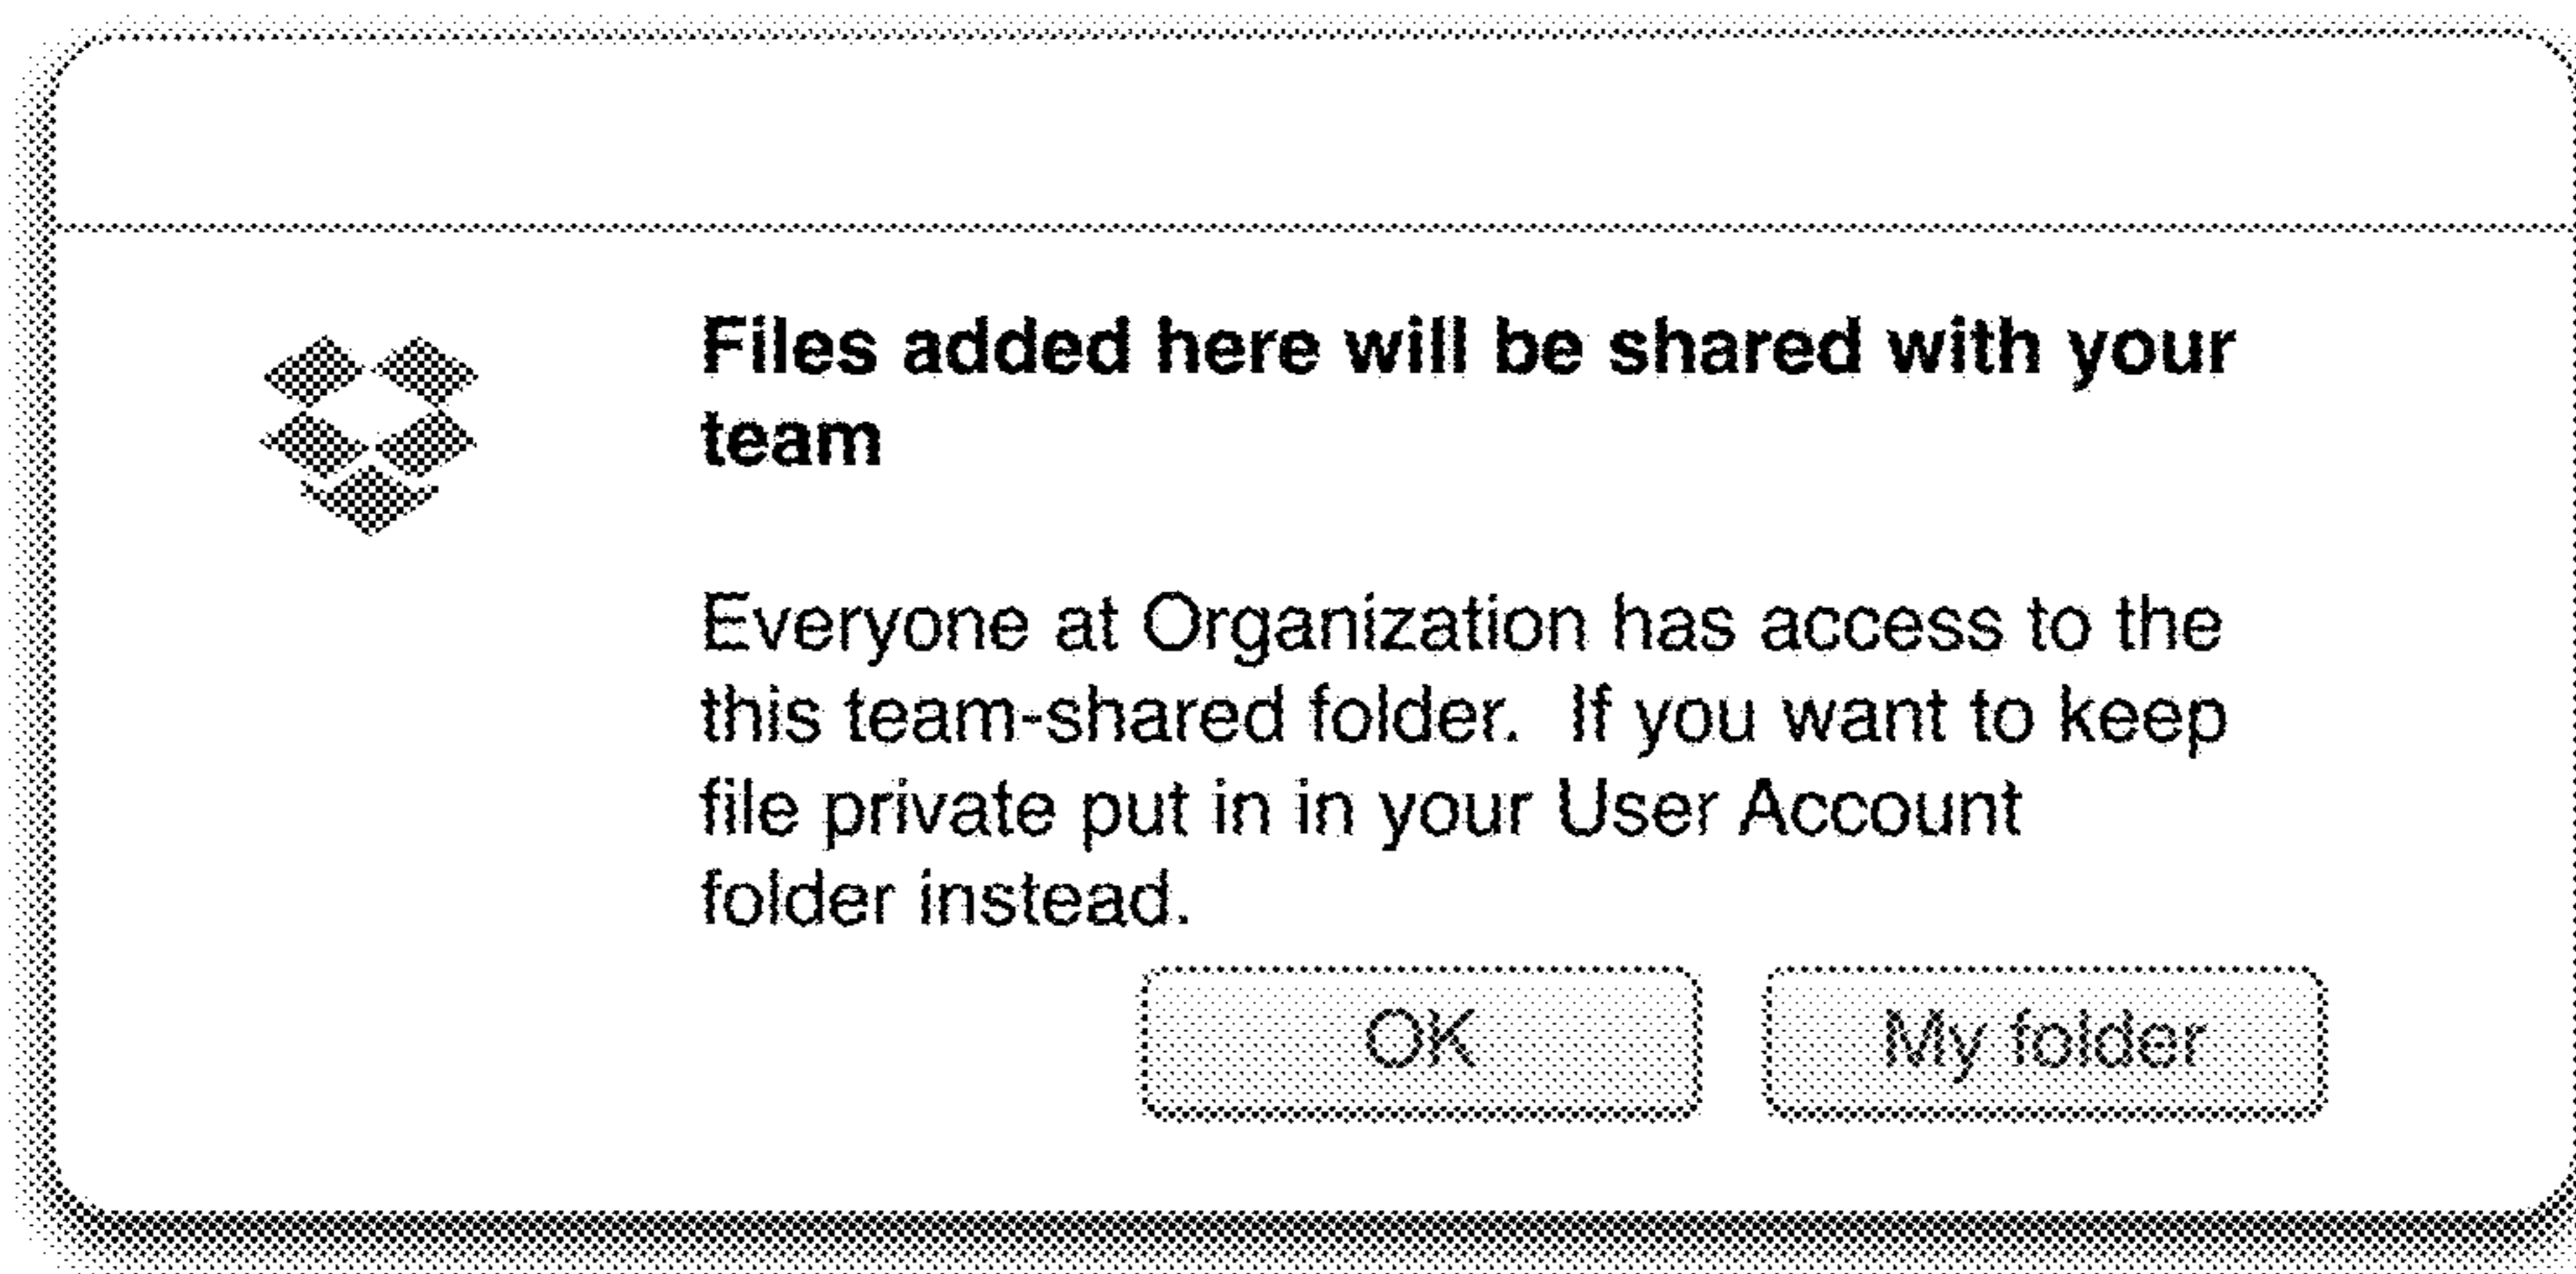 Files added here will be shared with your
team
Everyone at Organization has access to the
this team-shared folder.  If you want to keep
file private put in in your User Account
folder instead.
OK
My folder